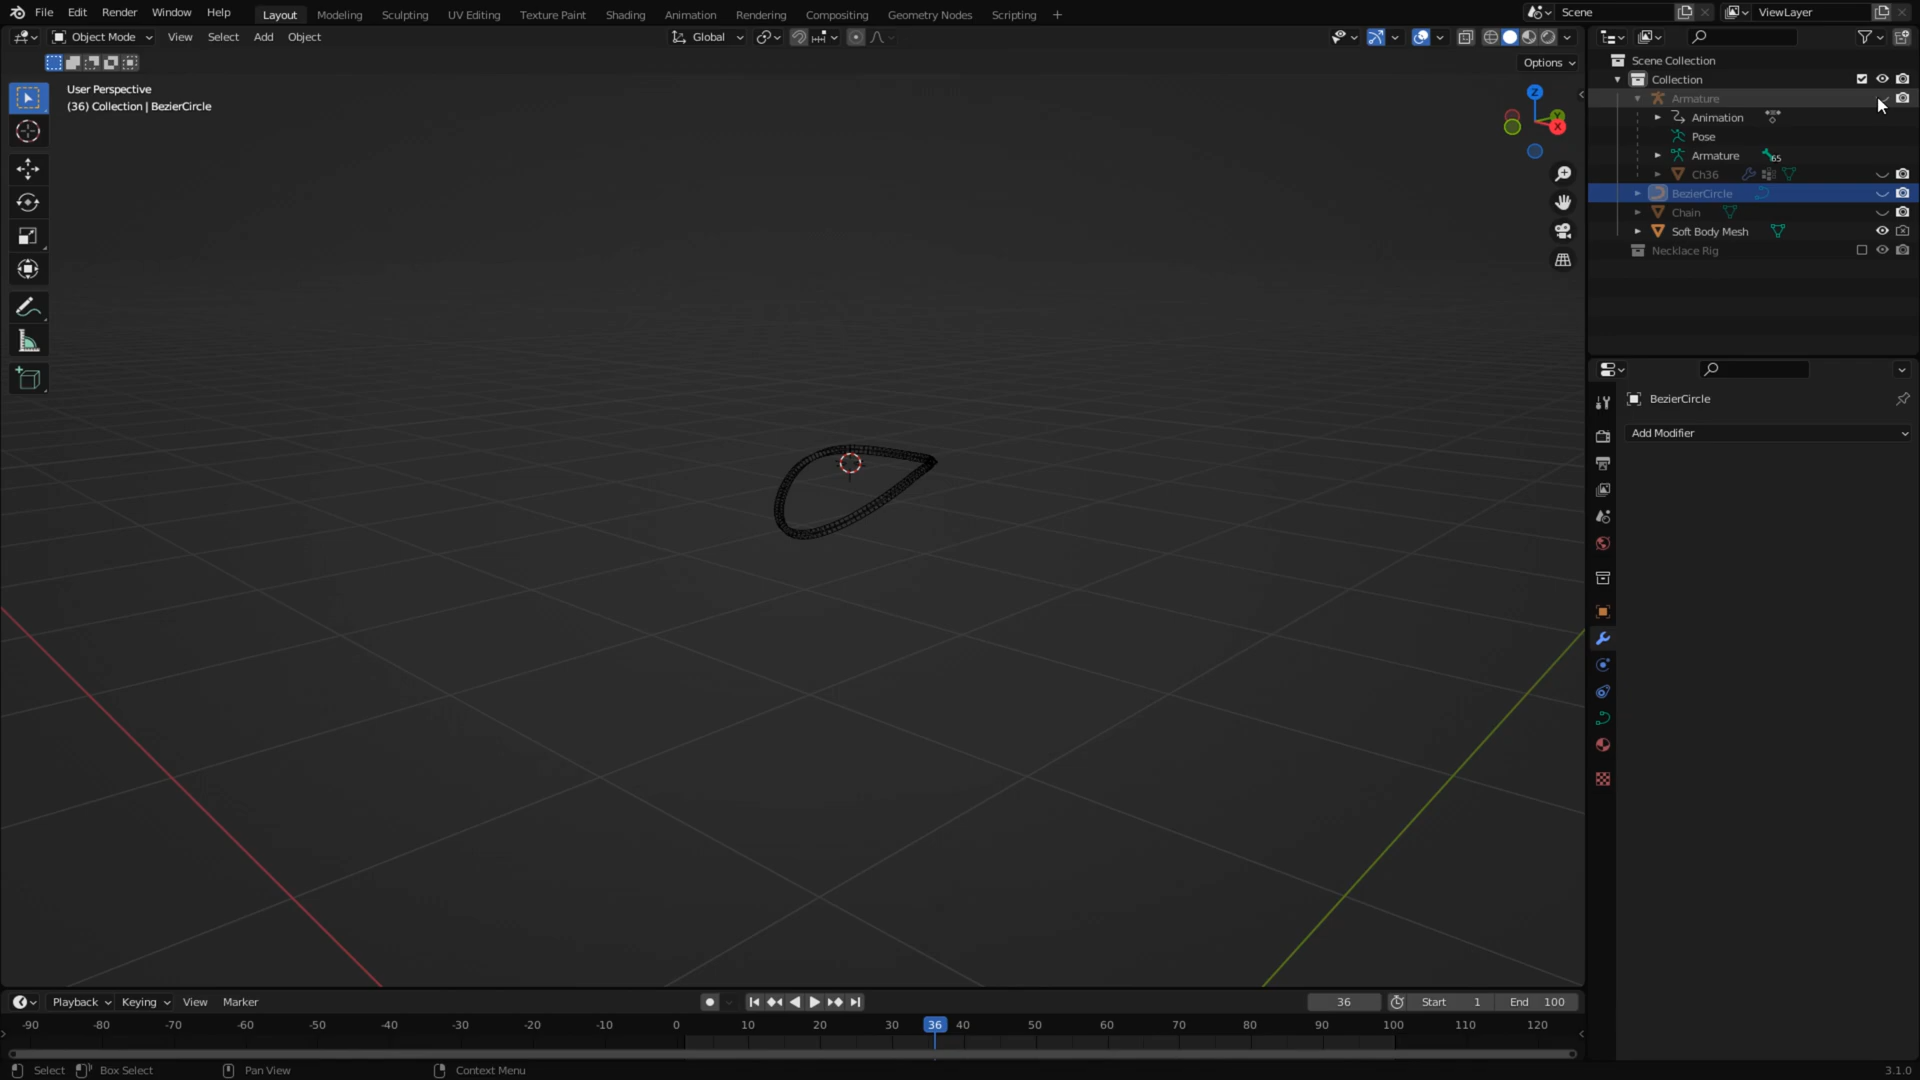 File Edit Render Window Help Layout Modeling Sculpting UV Editing Texture Paint Shading Animation Rendering Compositing Geometry Nodes Scripting + Scene ViewLayer
Object Mode View Select Add Object Global
Options
User Perspective
(36) Collection | BezierCircle
Z
Y
X
Scene Collection
Collection
Armature
Animation
Pose
Armature 65
Ch36
BezierCircle
Chain
Soft Body Mesh
Necklace Rig
BezierCircle
Add Modifier
Playback Keying View Marker 36 Start 1 End 100
-90 -80 -70 -60 -50 -40 -30 -20 -10 0 10 20 30 36 40 50 60 70 80 90 100 110 120
Select Box Select Pan View Context Menu 3.1.0